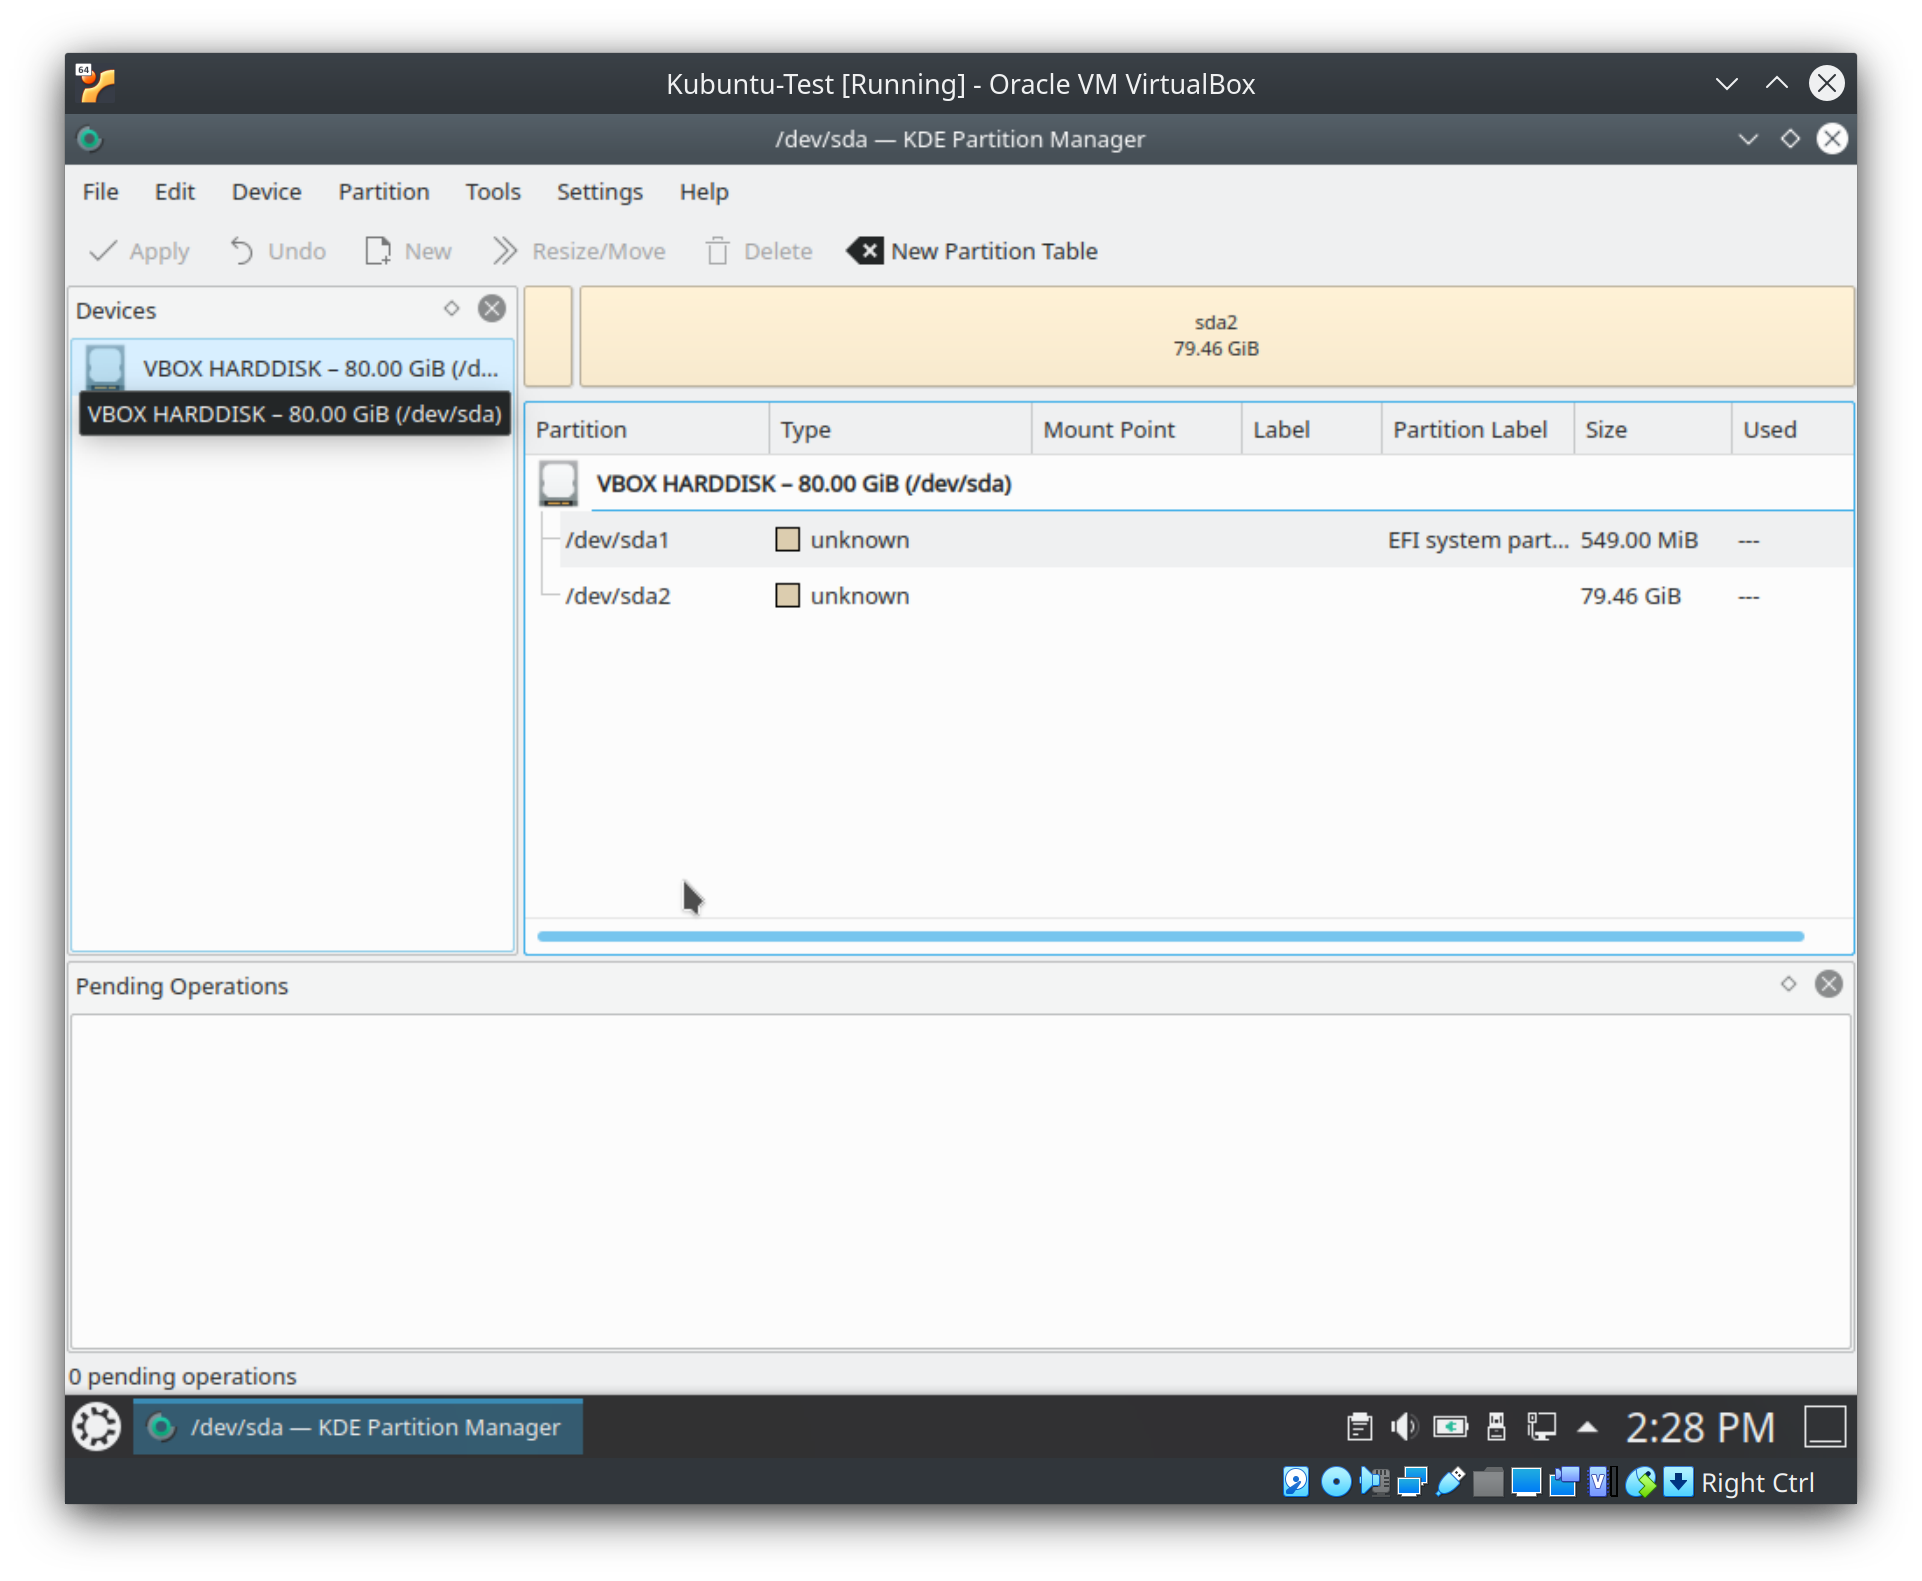 64
Kubuntu-Test [Running] - Oracle VM VirtualBox
/dev/sda — KDE Partition Manager
File Edit Device Partition Tools Settings Help
Apply Undo New Resize/Move Delete New Partition Table
Devices
VBOX HARDDISK – 80.00 GiB (/d...
VBOX HARDDISK – 80.00 GiB (/dev/sda)
sda2
79.46 GiB
Partition Type Mount Point Label Partition Label Size Used
VBOX HARDDISK – 80.00 GiB (/dev/sda)
/dev/sda1 unknown EFI system part... 549.00 MiB ---
/dev/sda2 unknown 79.46 GiB ---
Pending Operations
0 pending operations
/dev/sda — KDE Partition Manager
2:28 PM
V
Right Ctrl